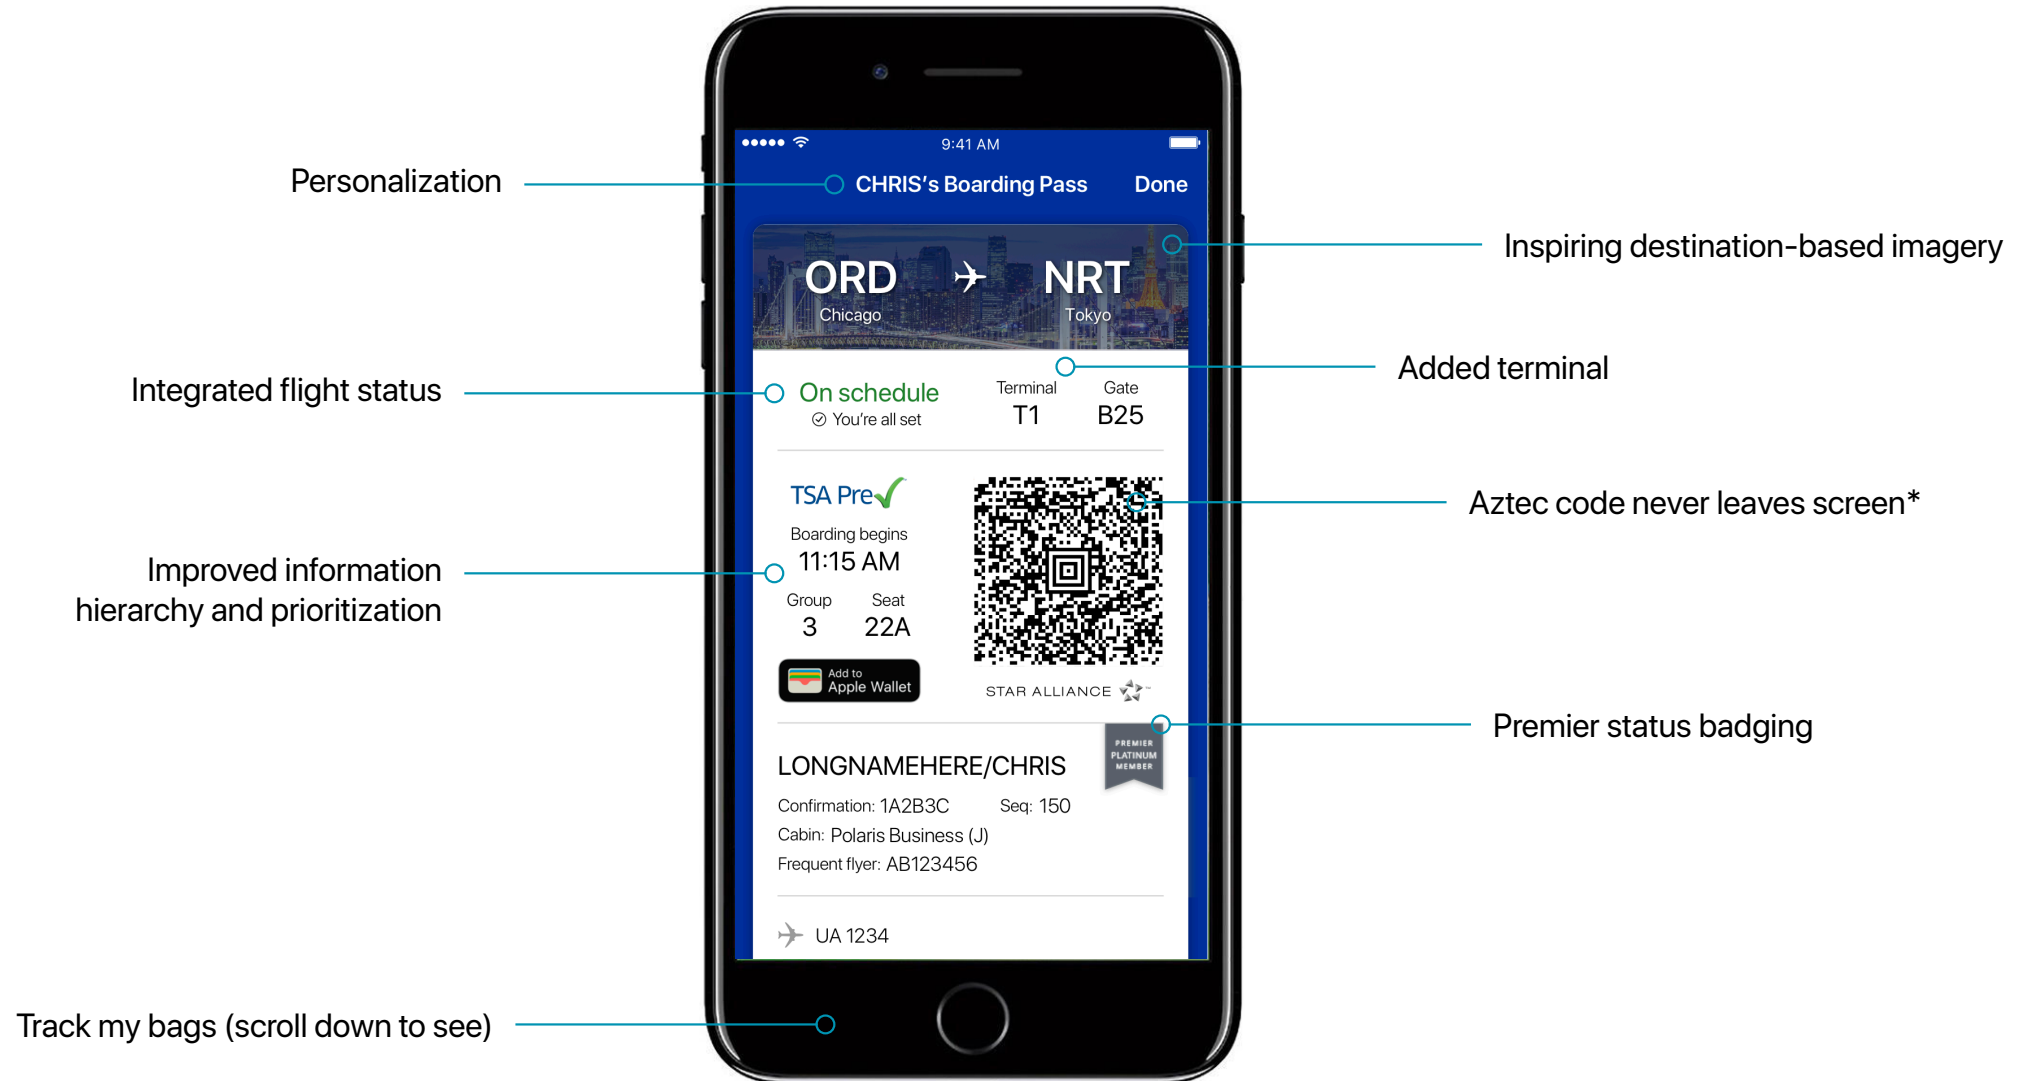 9:41 AM
Personalization
CHRIS's Boarding Pass Done
Inspiring destination-based imagery
ORD NRT
Chicago Tokyo
Added terminal
Integrated flight status
On schedule
You're all set
Terminal Gate
T1 B25
Aztec code never leaves screen*
TSA Pre
Boarding begins
11:15 AM
Improved information
hierarchy and prioritization
Group Seat
3 22A
Add to
Apple Wallet
STAR ALLIANCE
Premier status badging
PREMIER
PLATINUM
MEMBER
LONGNAMEHERE/CHRIS
Confirmation: 1A2B3C Seq: 150
Cabin: Polaris Business (J)
Frequent flyer: AB123456
UA 1234
Track my bags (scroll down to see)